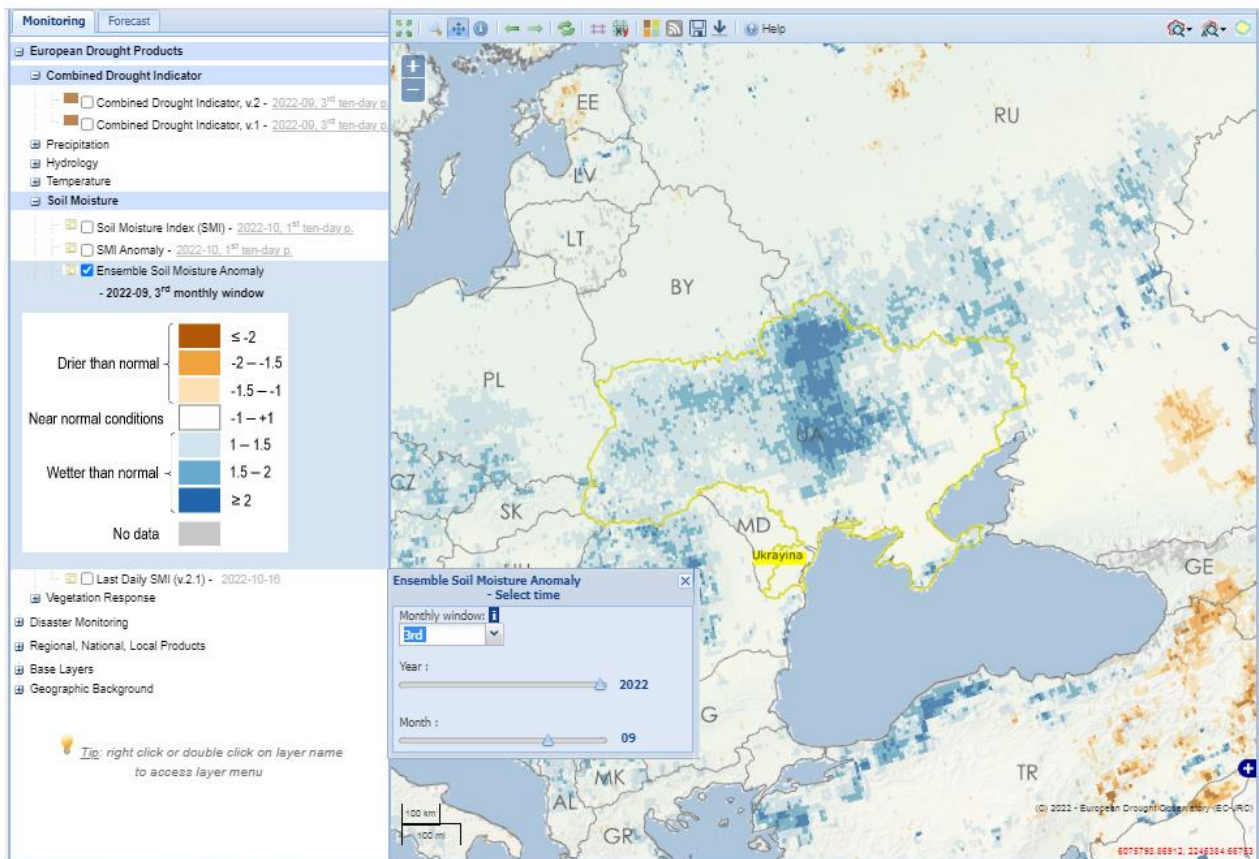 Monitoring
Forecast
Help
European Drought Products
Combined Drought Indicator
Combined Drought Indicator, v.2 - 2022-09, 3rd ten-day p.
Combined Drought Indicator, v.1 - 2022-09, 3rd ten-day p.
Precipitation
Hydrology
Temperature
Soil Moisture
Soil Moisture Index (SMI) - 2022-10, 1st ten-day p.
SMI Anomaly - 2022-10, 1st ten-day p.
Ensemble Soil Moisture Anomaly
- 2022-09, 3rd monthly window
≤ -2
Drier than normal
-2 – -1.5
-1.5 – -1
Near normal conditions
-1 – +1
1 – 1.5
Wetter than normal
1.5 – 2
≥ 2
No data
Last Daily SMI (v.2.1) - 2022-10-16
Vegetation Response
Disaster Monitoring
Regional, National, Local Products
Base Layers
Geographic Background
Tip: right click or double click on layer name
to access layer menu
EE
RU
LV
LT
BY
PL
UA
CZ
SK
MD
Ukrayina
GE
Ensemble Soil Moisture Anomaly
- Select time
Monthly window: i
3rd
Year :
2022
Month :
09
G
MK
TR
AL
GR
100 km
100 mi
(C) 2022 - European Drought Observatory (EC-JRC)